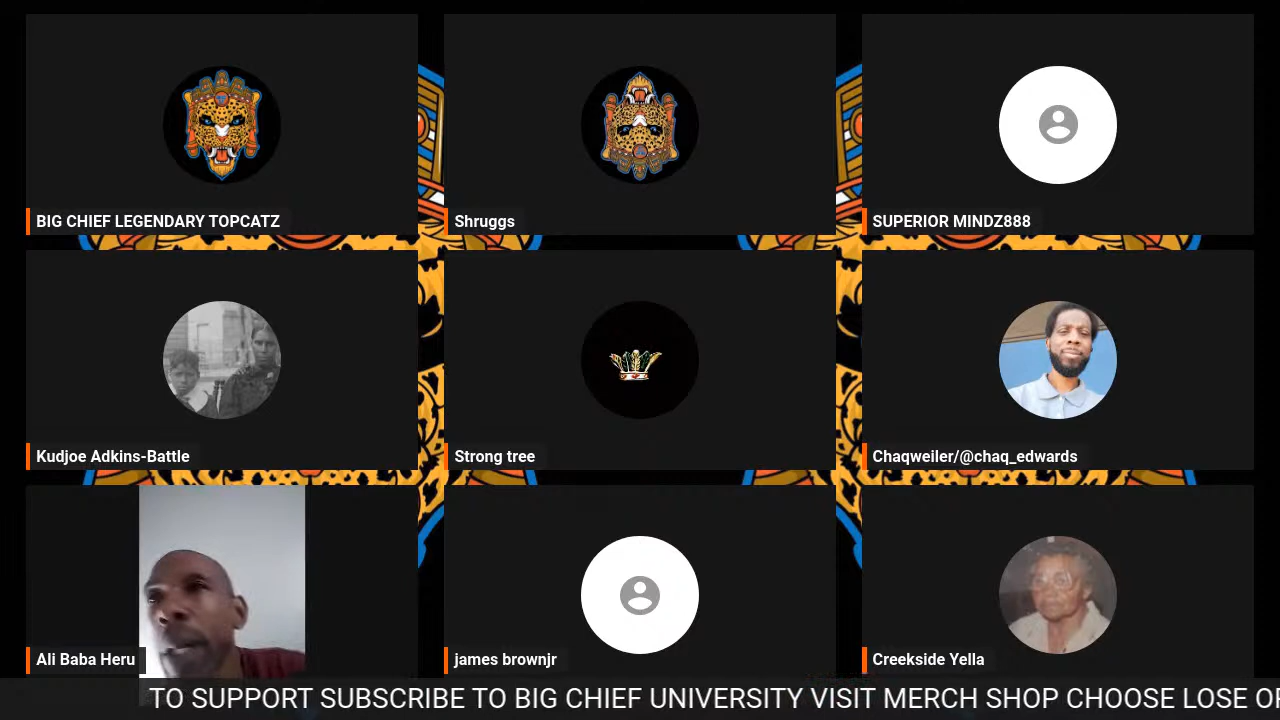 BIG CHIEF LEGENDARY TOPCATZ
Shruggs
SUPERIOR MINDZ888
Kudjoe Adkins-Battle
Strong tree
Chaqweiler/@chaq_edwards
Ali Baba Heru
james brownjr
Creekside Yella
TO SUPPORT SUBSCRIBE TO BIG CHIEF UNIVERSITY VISIT MERCH SHOP CHOOSE LOSE